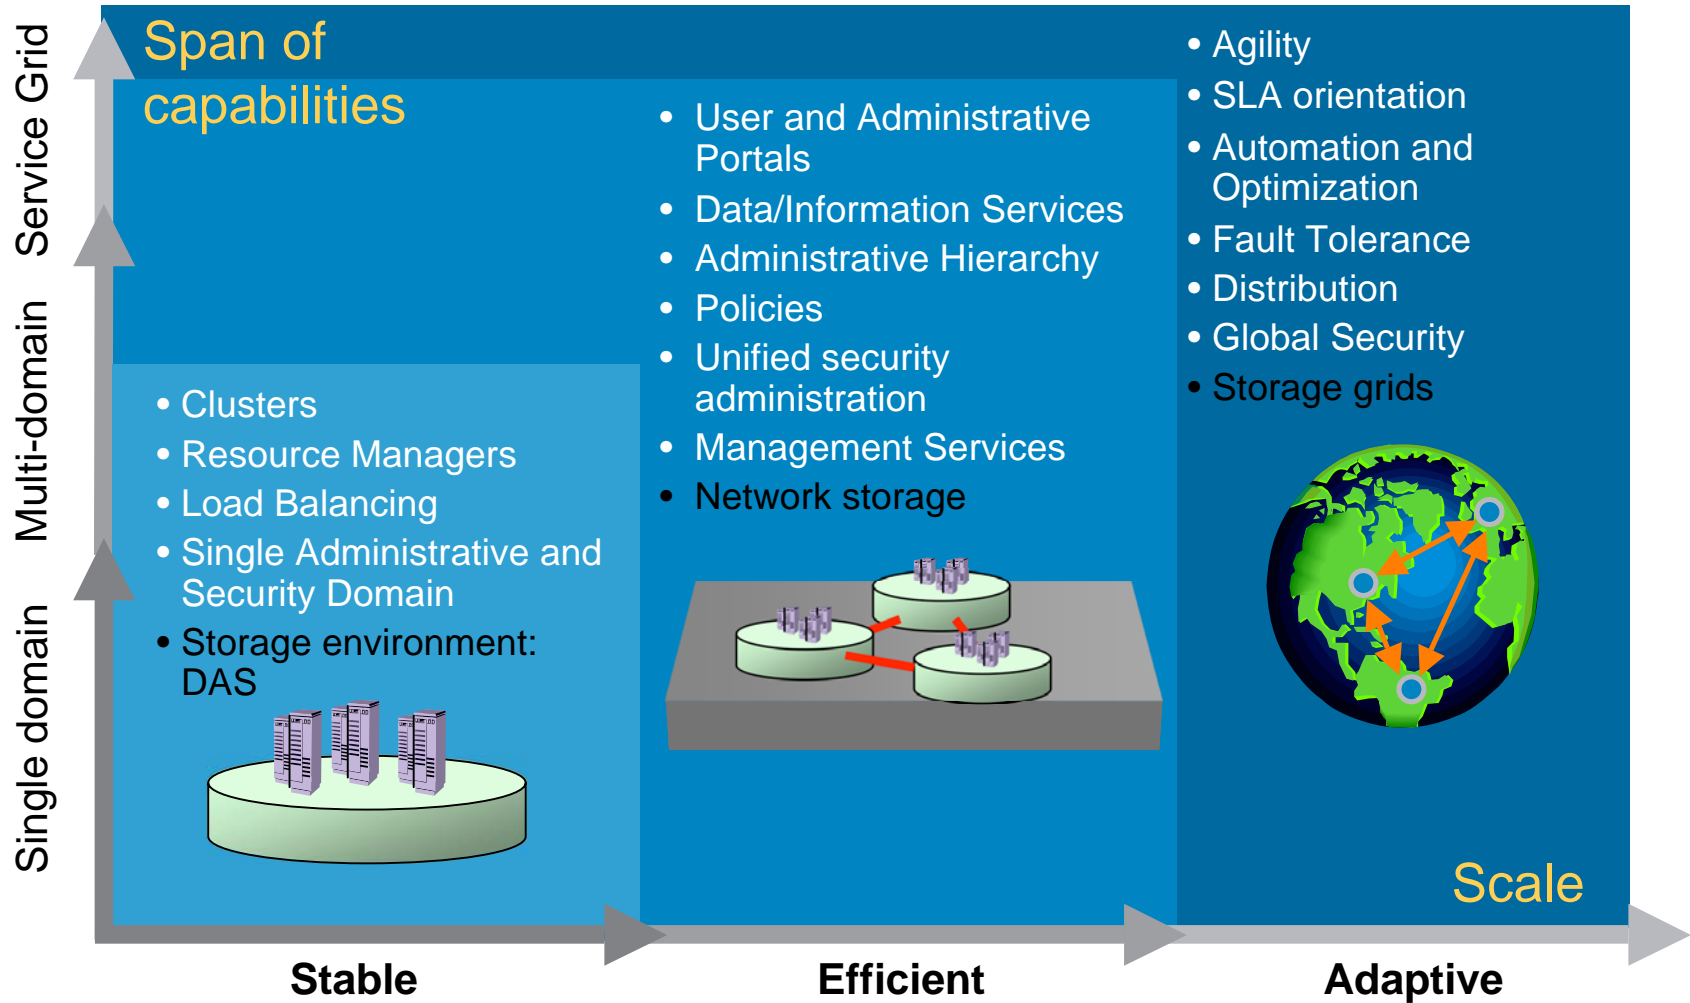 Span of
capabilities
Service Grid
Multi-domain
Single domain
• Clusters
• Resource Managers
• Load Balancing
• Single Administrative and
Security Domain
• Storage environment:
DAS
• User and Administrative
Portals
• Data/Information Services
• Administrative Hierarchy
• Policies
• Unified security
administration
• Management Services
• Network storage
• Agility
• SLA orientation
• Automation and
Optimization
• Fault Tolerance
• Distribution
• Global Security
• Storage grids
Scale
Stable
Efficient
Adaptive